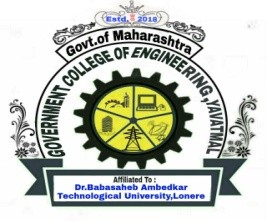 Estd. 2018
Govt.of Maharashtra
GOVERNMENT COLLEGE OF ENGINEERING, YAVATMAL
Affiliated To :
Dr.Babasaheb Ambedkar
Technological University,Lonere